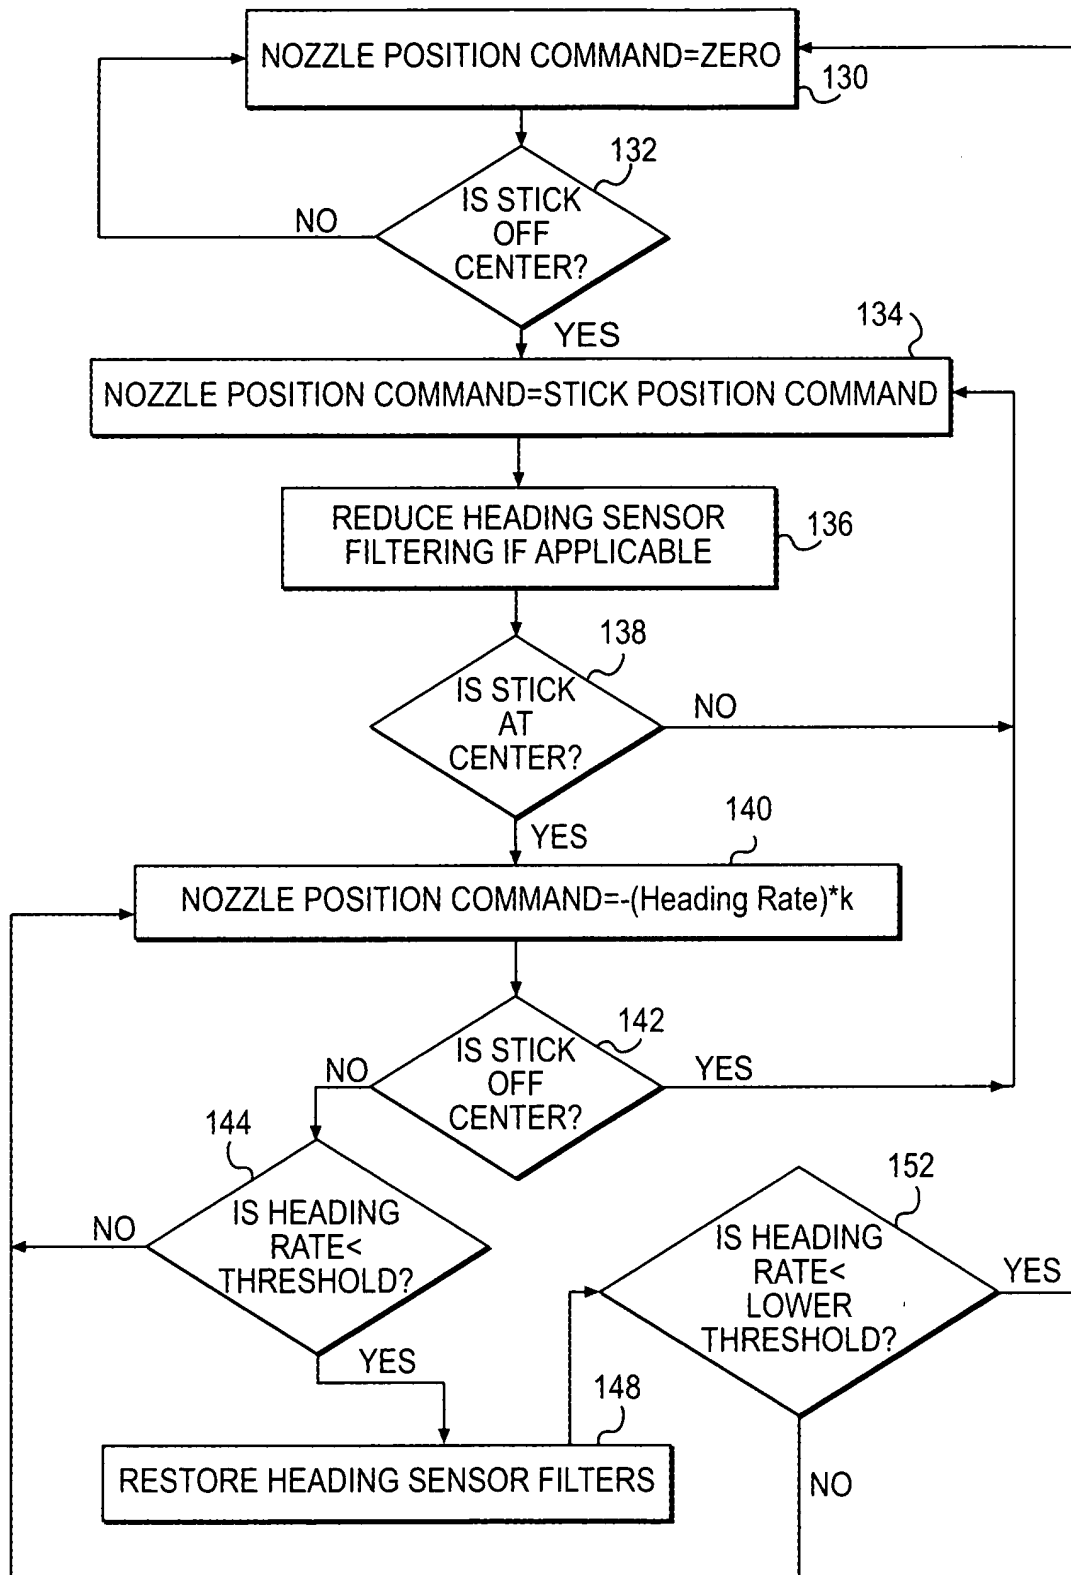 NOZZLE POSITION COMMAND=ZERO
130
132
IS STICK
OFF
CENTER?
NO
YES
134
NOZZLE POSITION COMMAND=STICK POSITION COMMAND
REDUCE HEADING SENSOR
FILTERING IF APPLICABLE
136
138
IS STICK
AT
CENTER?
NO
YES
140
NOZZLE POSITION COMMAND=-(Heading Rate)*k
142
IS STICK
OFF
CENTER?
NO
YES
144
IS HEADING
RATE<
THRESHOLD?
NO
YES
152
IS HEADING
RATE<
LOWER
THRESHOLD?
YES
NO
148
RESTORE HEADING SENSOR FILTERS